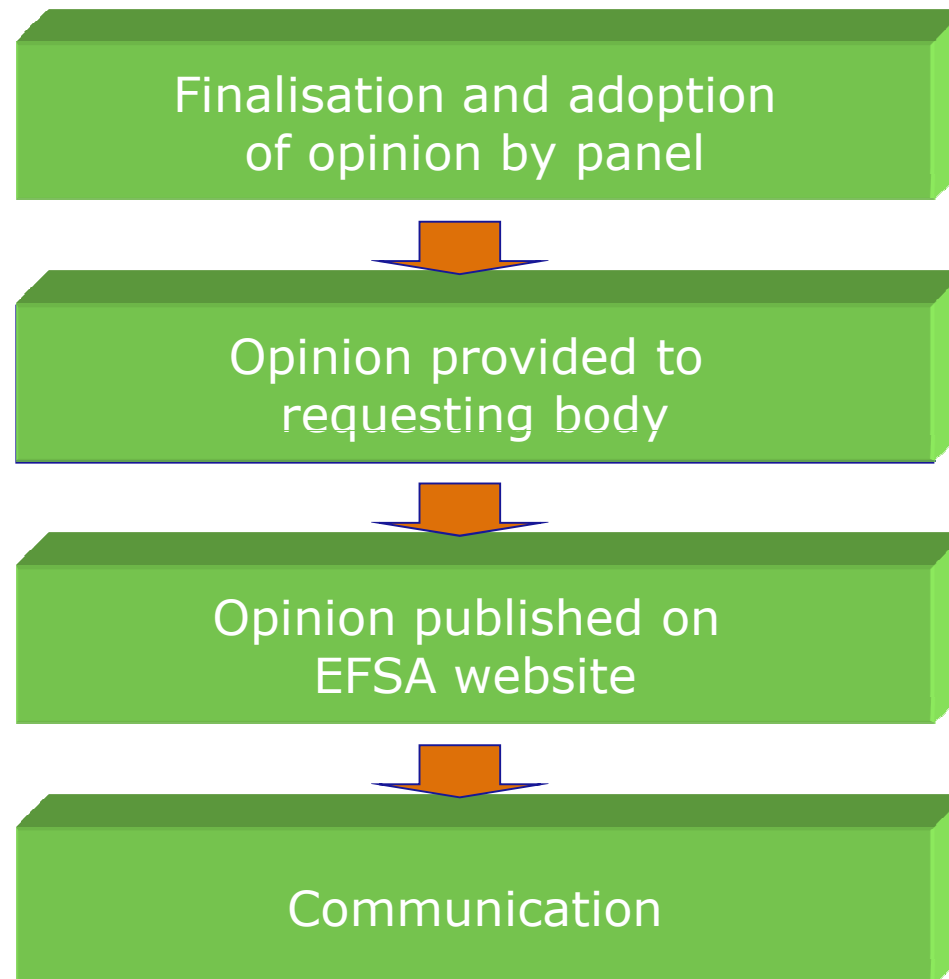 Finalisation and adoption
of opinion by panel
Opinion provided to
requesting body
Opinion published on
EFSA website
Communication